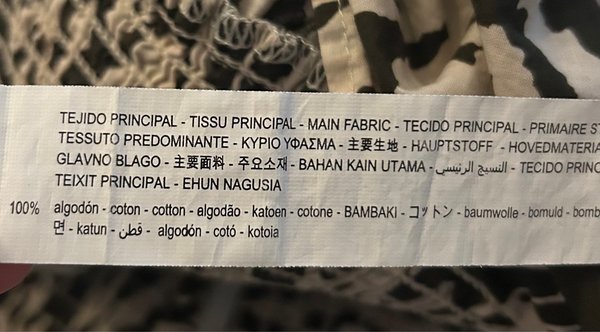 TEJIDO PRINCIPAL - TISSU PRINCIPAL - MAIN FABRIC - TECIDO PRINCIPAL - PRIMAIRE
TESSUTO PREDOMINANTE - ΚΥΡΙΟ ΥΦΑΣΜΑ - 主要生地 - HAUPTSTOFF - HOVEDMATERIA
GLAVNO BLAGO - 主要面料 - 주요소재 - BAHAN KAIN UTAMA - النسيج الرئيسي - TECIDO PRINC
TEIXIT PRINCIPAL - EHUN NAGUSIA
100% algodón - coton - cotton - algodão - katoen - cotone - ΒΑΜΒΑΚΙ - コットン - baumwolle - bomuld - bomb
면 - katun - قطن - algodón - cotó - kotoia